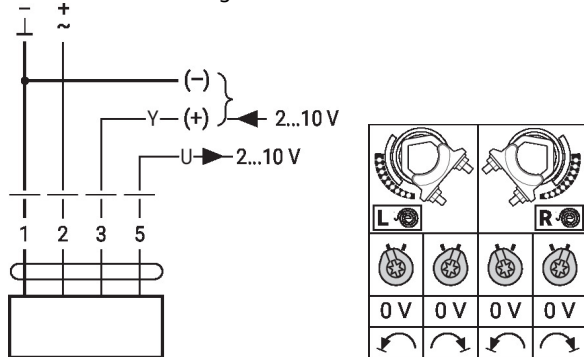 − +
⊥ ~
(−)
Y (+) 2...10 V
U 2...10 V
1 2 3 5
L R
0 V 0 V 0 V 0 V